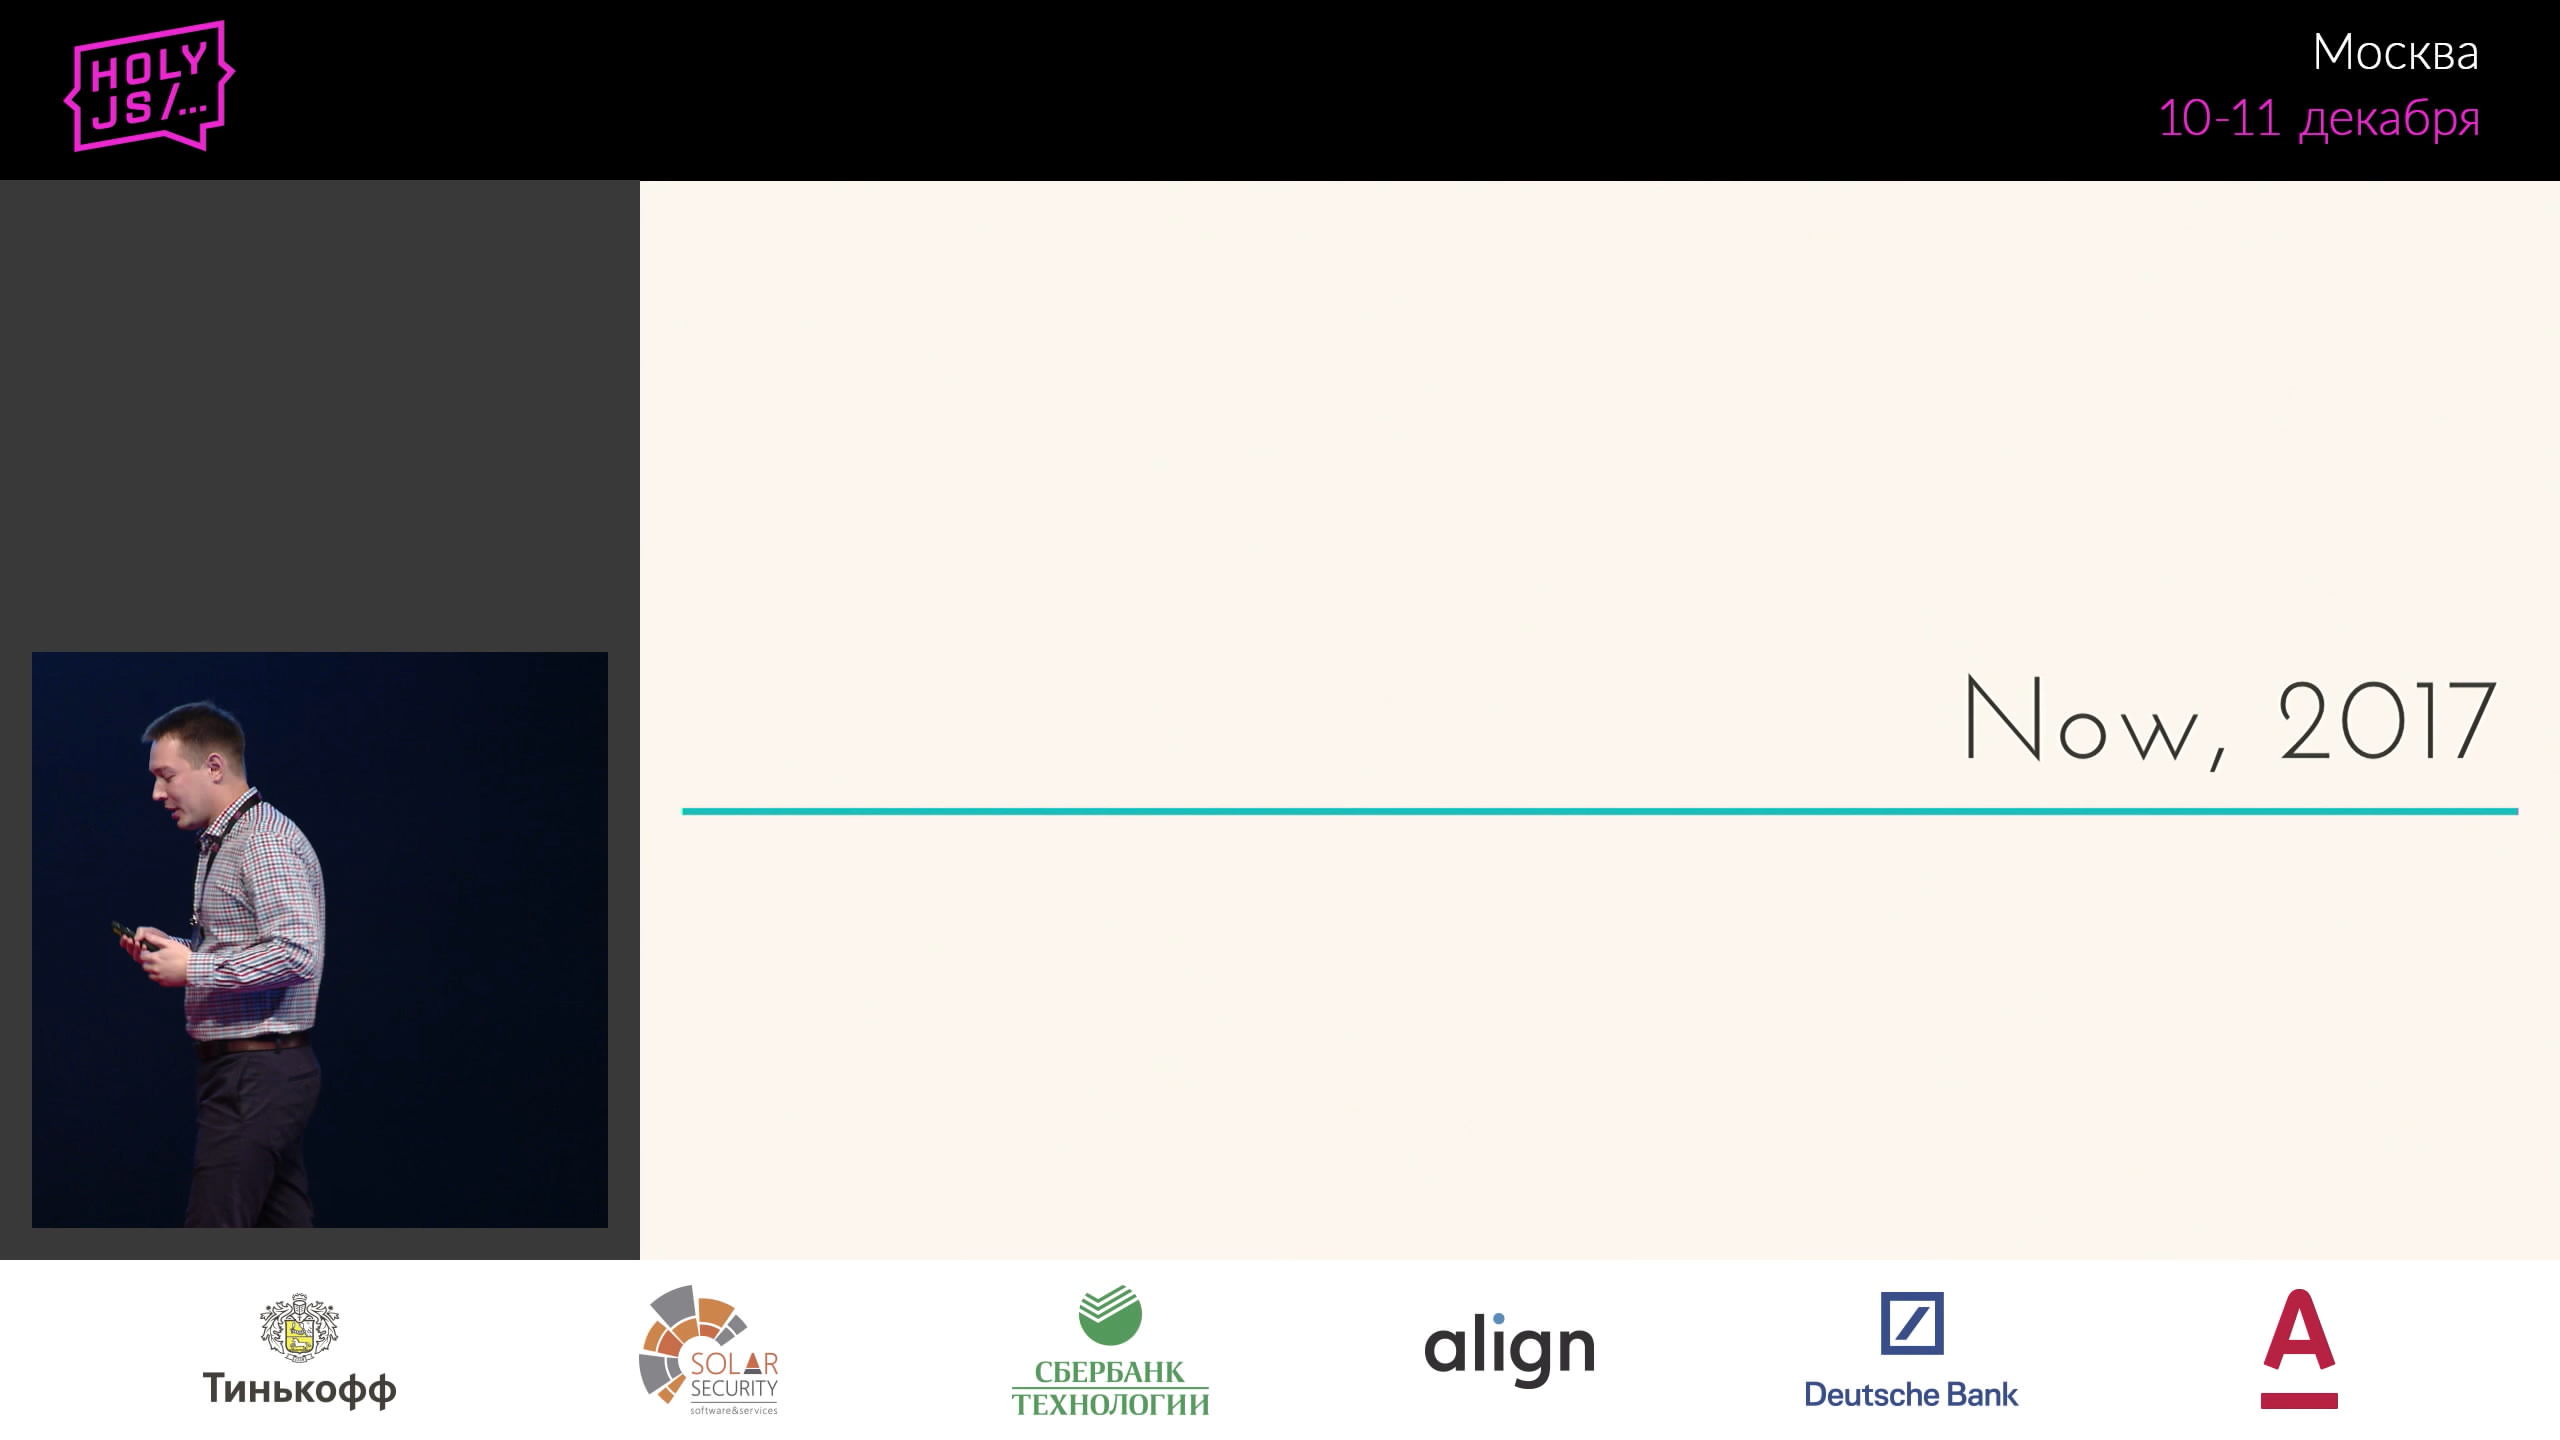 HOLY
JS/...
Москва
10-11 декабря
Now, 2017
Тинькофф
SOLAR
SECURITY
software&services
СБЕРБАНК
ТЕХНОЛОГИИ
align
Deutsche Bank
A